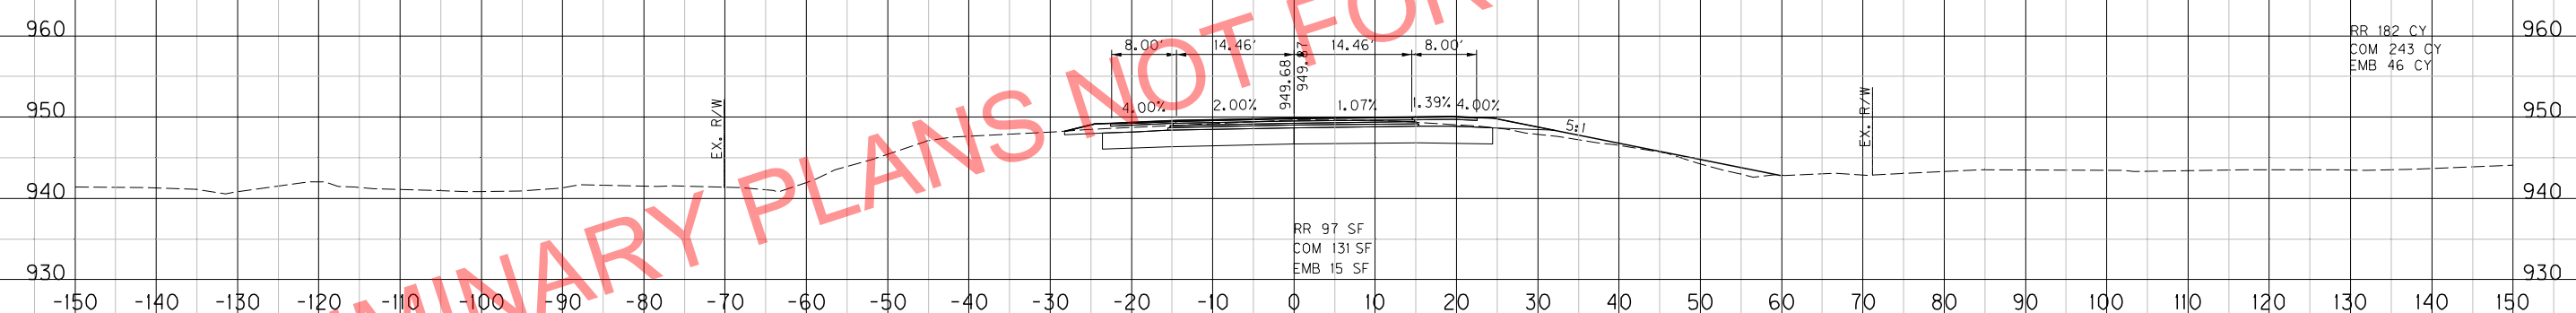 960
950
940
930
RR 182 CY
COM 243 CY
EMB 46 CY
8.00'
14.46'
14.46'
8.00'
949.68
949.87
4.00%
2.00%
1.07%
1.39%
4.00%
EX. R/W
5:1
EX. R/W
RR 97 SF
COM 131 SF
EMB 15 SF
960
950
940
930
-150 -140 -130 -120 -110 -100 -90 -80 -70 -60 -50 -40 -30 -20 -10 0 10 20 30 40 50 60 70 80 90 100 110 120 130 140 150
MINARY PLANS NOT FOR